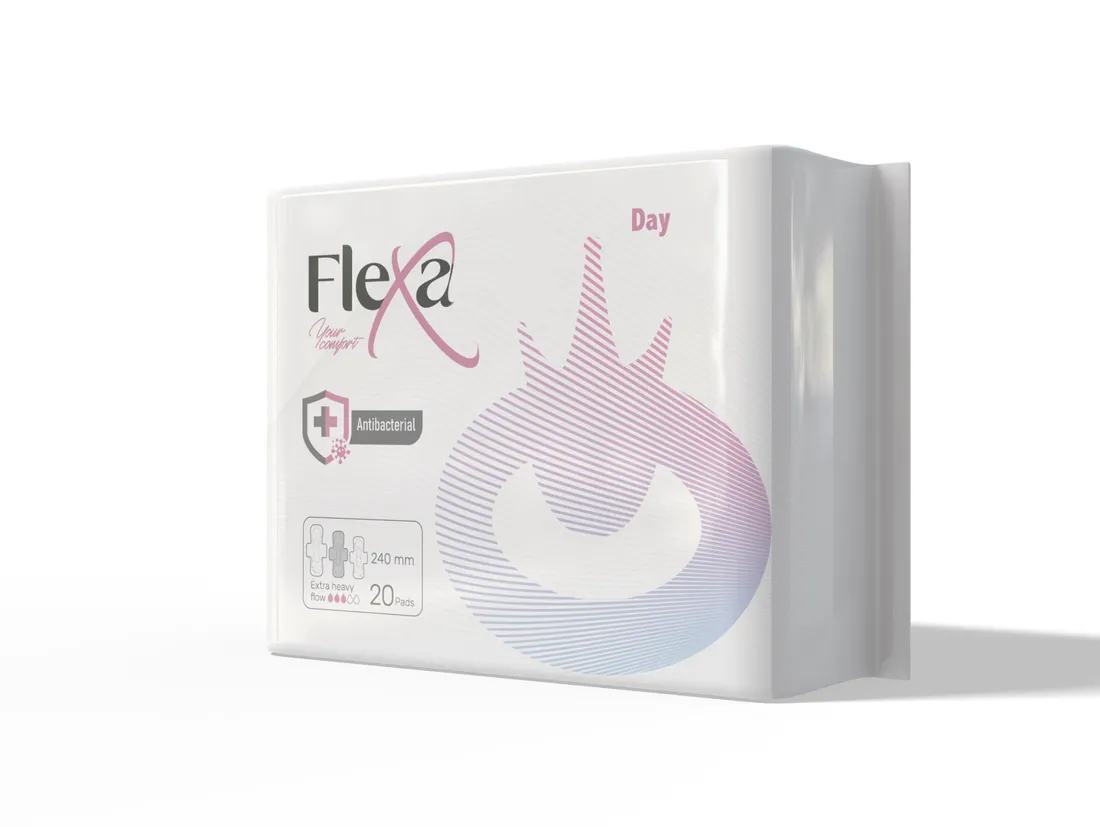 Day
Flexa
Your
comfort
Antibacterial
240 mm
Extra heavy
flow
20 Pads